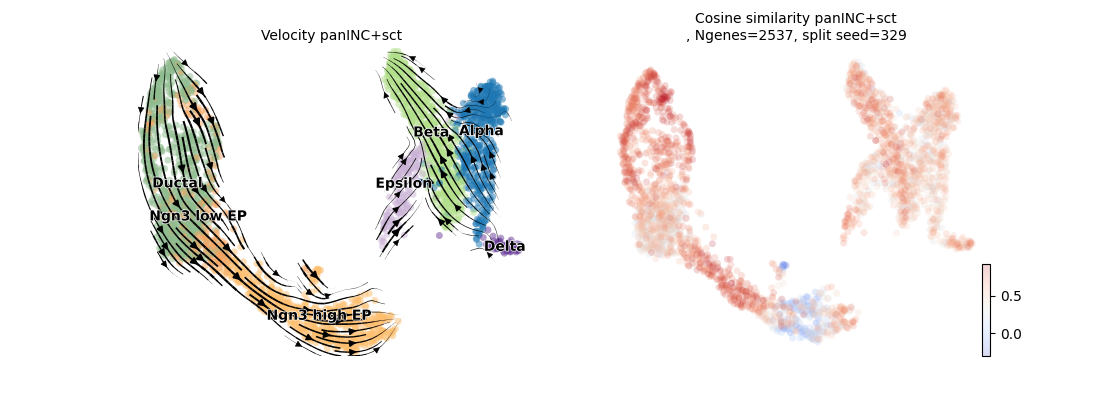 Velocity panINC+sct
Beta
Alpha
Ductal
Epsilon
Ngn3 low EP
Delta
Ngn3 high EP
Cosine similarity panINC+sct
, Ngenes=2537, split seed=329
0.5
0.0